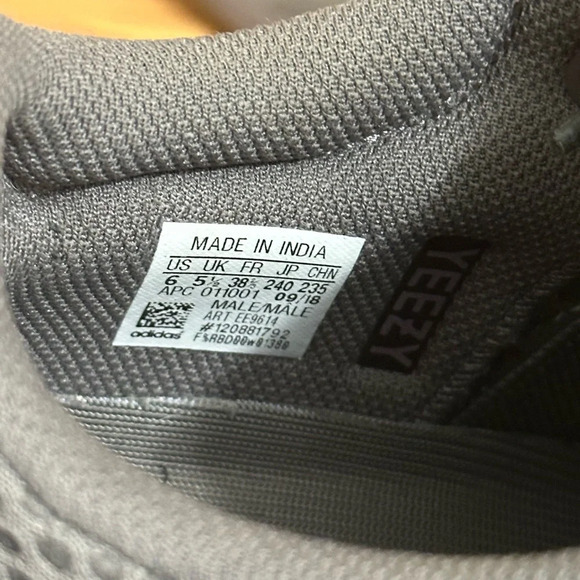 MADE IN INDIA
US UK FR JP CHN
6 5½ 38⅔ 240 235
APC 011001 09/18
MALE/MALE
ART EE9614
#120881792
adidas
YEEZY